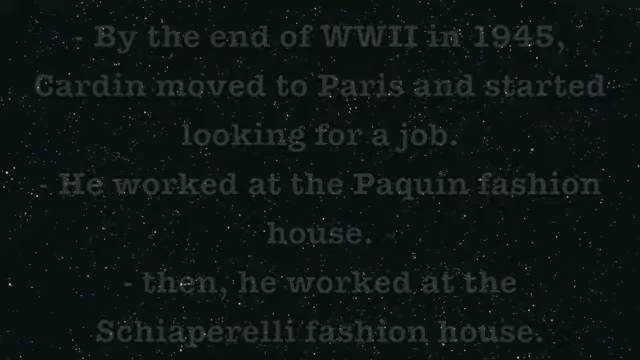 - By the end of WWII in 1945,
Cardin moved to Paris and started
looking for a job.
- He worked at the Paquin fashion
house.
- then, he worked at the
Schiaperelli fashion house.